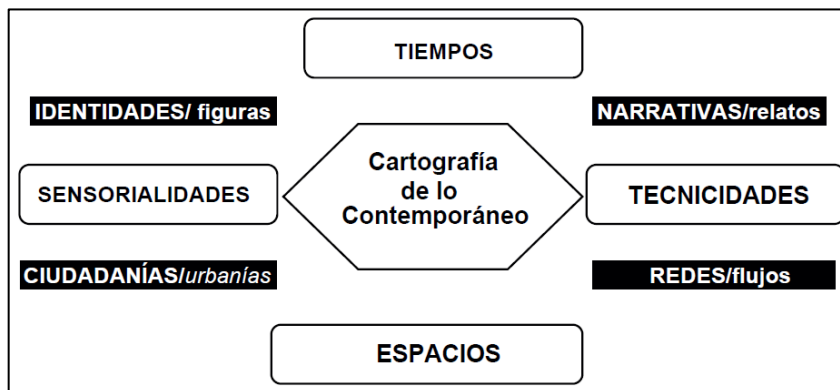 TIEMPOS
IDENTIDADES/ figuras
NARRATIVAS/relatos
Cartografía
de lo
Contemporáneo
SENSORIALIDADES
TECNICIDADES
CIUDADANÍAS/urbanías
REDES/flujos
ESPACIOS